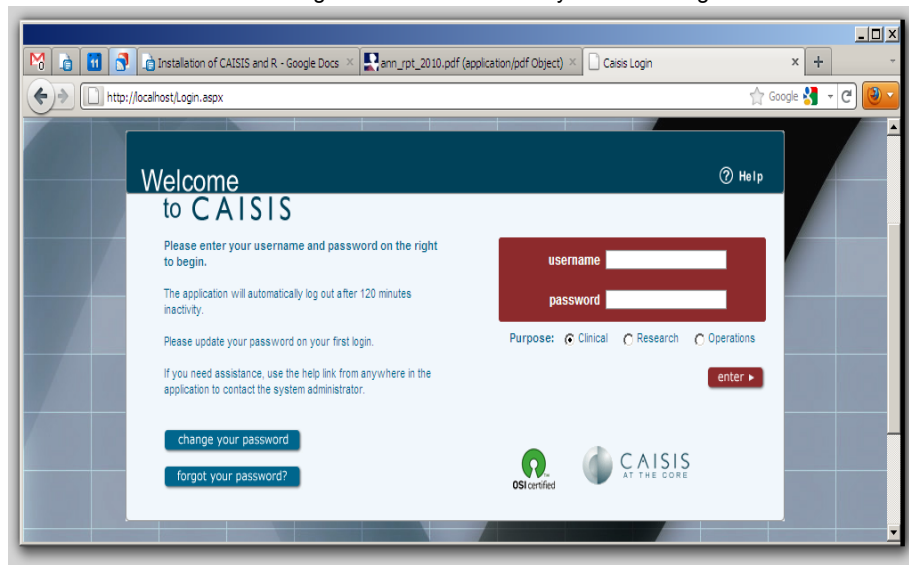 Installation of CAISIS and R - Google Docs
ann_rpt_2010.pdf (application/pdf Object)
Caisis Login
http://localhost/Login.aspx
Google
Welcome
to CAISIS
Help
Please enter your username and password on the right
to begin.
The application will automatically log out after 120 minutes
inactivity.
Please update your password on your first login.
If you need assistance, use the help link from anywhere in the
application to contact the system administrator.
change your password
forgot your password?
username
password
Purpose: Clinical Research Operations
enter
OSI certified
CAISIS
AT THE CORE